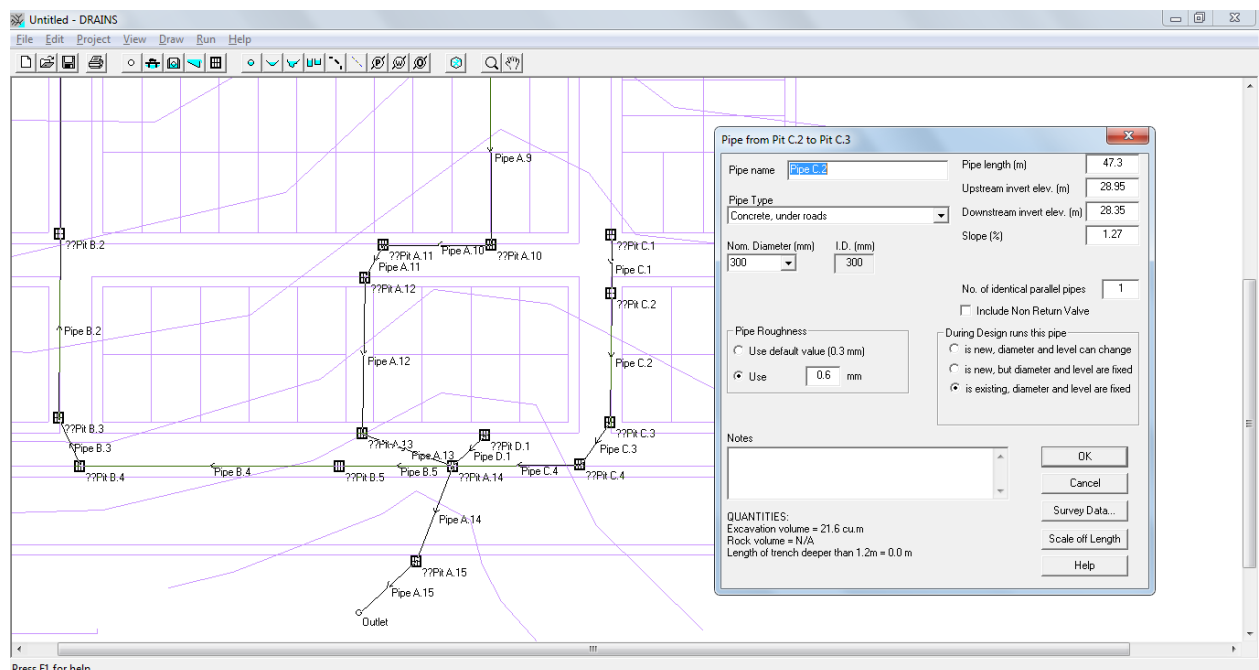 Untitled - DRAINS
File Edit Project View Draw Run Help
Pipe A.9
??Pit B.2
??Pit A.11
Pipe A.10
??Pit A.10
Pipe A.11
??Pit A.12
??Pit C.1
Pipe C.1
??Pit C.2
Pipe B.2
Pipe A.12
Pipe C.2
??Pit B.3
Pipe B.3
??Pit A.13
Pipe A.13
??Pit D.1
Pipe D.1
??Pit C.3
Pipe C.3
??Pit B.4
Pipe B.4
??Pit B.5
Pipe B.5
??Pit A.14
Pipe C.4
??Pit C.4
Pipe A.14
??Pit A.15
Pipe A.15
Outlet
Pipe from Pit C.2 to Pit C.3
Pipe name Pipe C.2
Pipe Type
Concrete, under roads
Nom. Diameter (mm) I.D. (mm)
300 300
Pipe length (m) 47.3
Upstream invert elev. (m) 28.95
Downstream invert elev. (m) 28.35
Slope (%) 1.27
No. of identical parallel pipes 1
Include Non Return Valve
Pipe Roughness
Use default value (0.3 mm)
Use 0.6 mm
During Design runs this pipe
is new, diameter and level can change
is new, but diameter and level are fixed
is existing, diameter and level are fixed
Notes
QUANTITIES:
Excavation volume = 21.6 cu.m
Rock volume = N/A
Length of trench deeper than 1.2m = 0.0 m
OK
Cancel
Survey Data...
Scale off Length
Help
Press F1 for help